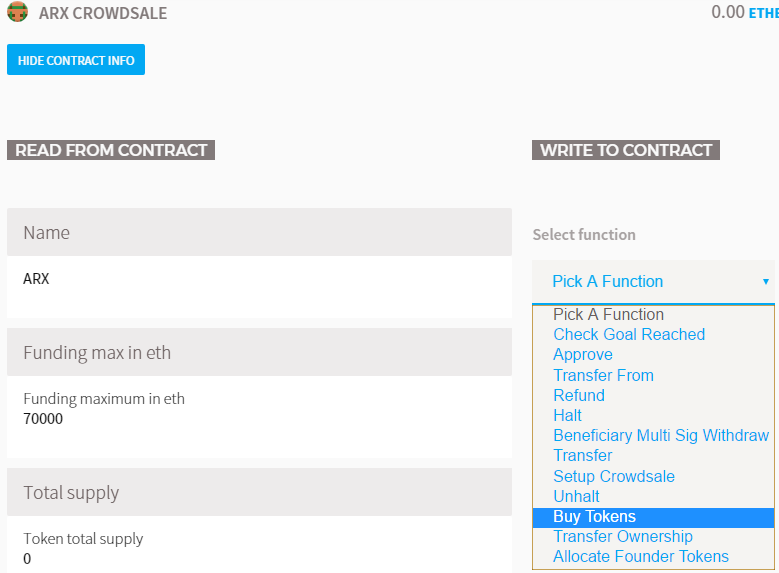 ARX CROWDSALE
0.00 ETHE
HIDE CONTRACT INFO
READ FROM CONTRACT
Name
ARX
Funding max in eth
Funding maximum in eth
70000
Total supply
Token total supply
0
WRITE TO CONTRACT
Select function
Pick A Function
Pick A Function
Check Goal Reached
Approve
Transfer From
Refund
Halt
Beneficiary Multi Sig Withdraw
Transfer
Setup Crowdsale
Unhalt
Buy Tokens
Transfer Ownership
Allocate Founder Tokens